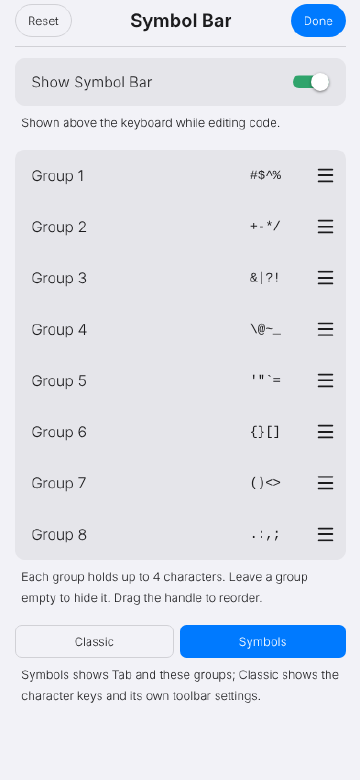 Reset Symbol Bar Done
Show Symbol Bar
Shown above the keyboard while editing code.
Group 1 #$^%
Group 2 +-*/
Group 3 &|?!
Group 4 \@~_
Group 5 '"`=
Group 6 {}[]
Group 7 ()<>
Group 8 .:,;
Each group holds up to 4 characters. Leave a group
empty to hide it. Drag the handle to reorder.
Classic Symbols
Symbols shows Tab and these groups; Classic shows the
character keys and its own toolbar settings.